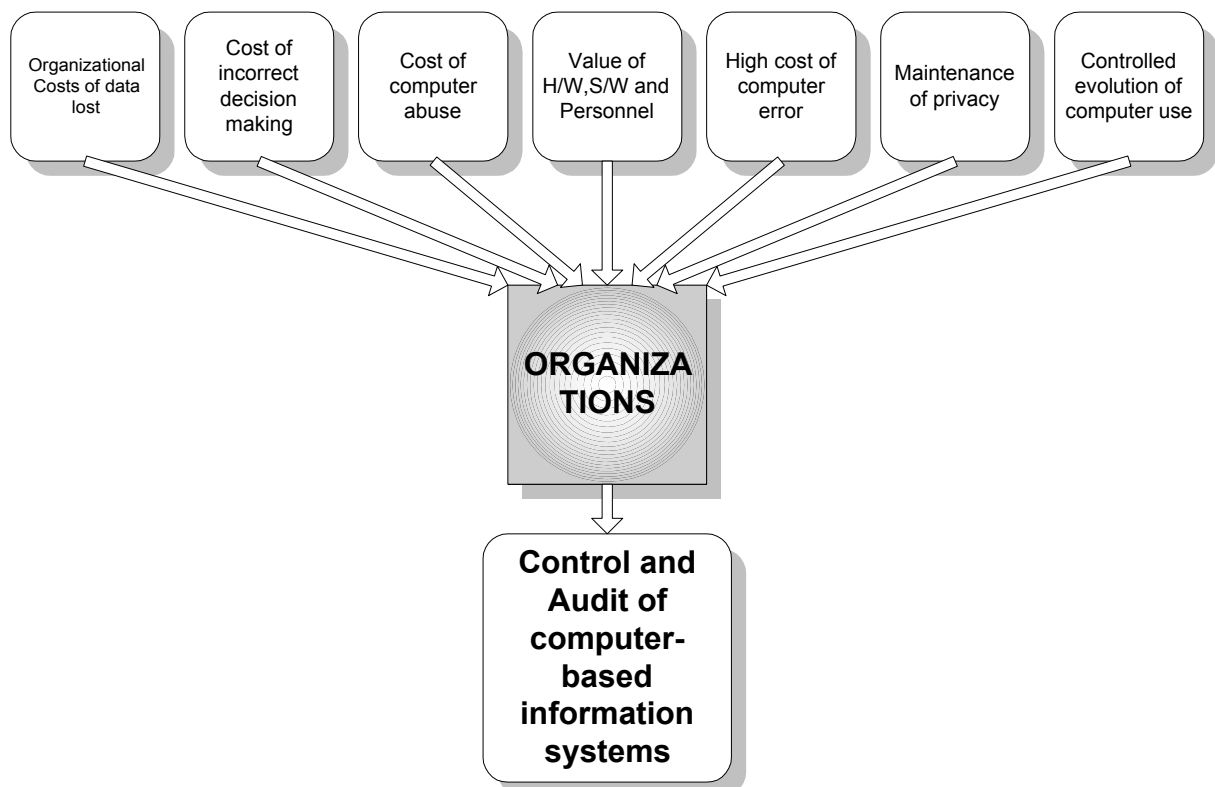 Organizational
Costs of data
lost
Cost of
incorrect
decision
making
Cost of
computer
abuse
Value of
H/W,S/W and
Personnel
High cost of
computer
error
Maintenance
of privacy
Controlled
evolution of
computer use
ORGANIZA
TIONS
Control and
Audit of
computer-
based
information
systems